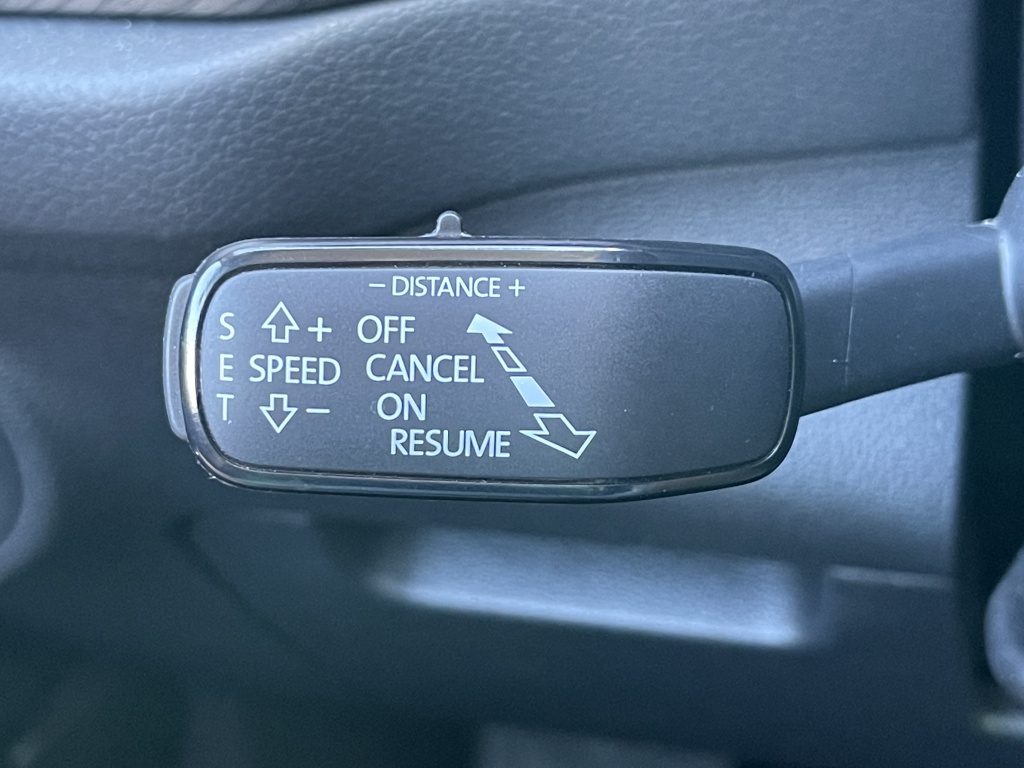 – DISTANCE +
S + OFF
E SPEED CANCEL
T – ON
RESUME